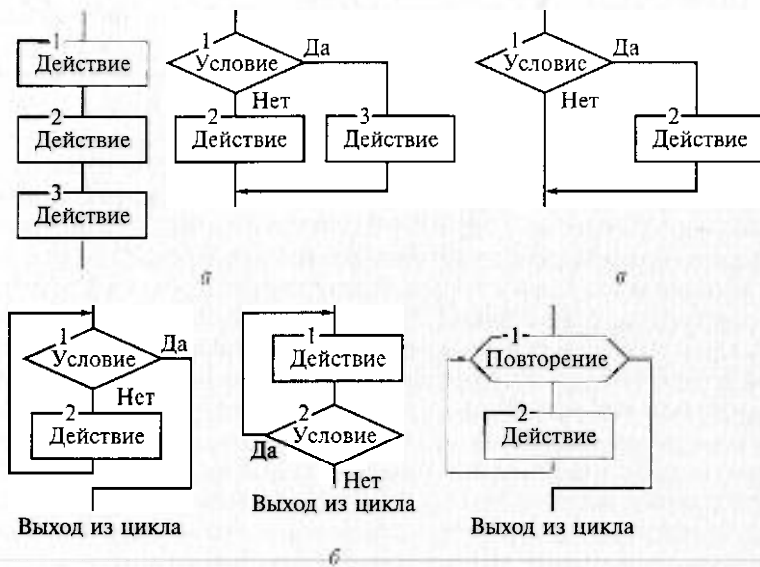 1
Действие
2
Действие
3
Действие
1
Условие
Да
Нет
2
Действие
3
Действие
1
Условие
Да
Нет
2
Действие
а
1
Условие
Да
Нет
2
Действие
Выход из цикла
1
Действие
2
Условие
Да
Нет
Выход из цикла
1
Повторение
2
Действие
Выход из цикла
б